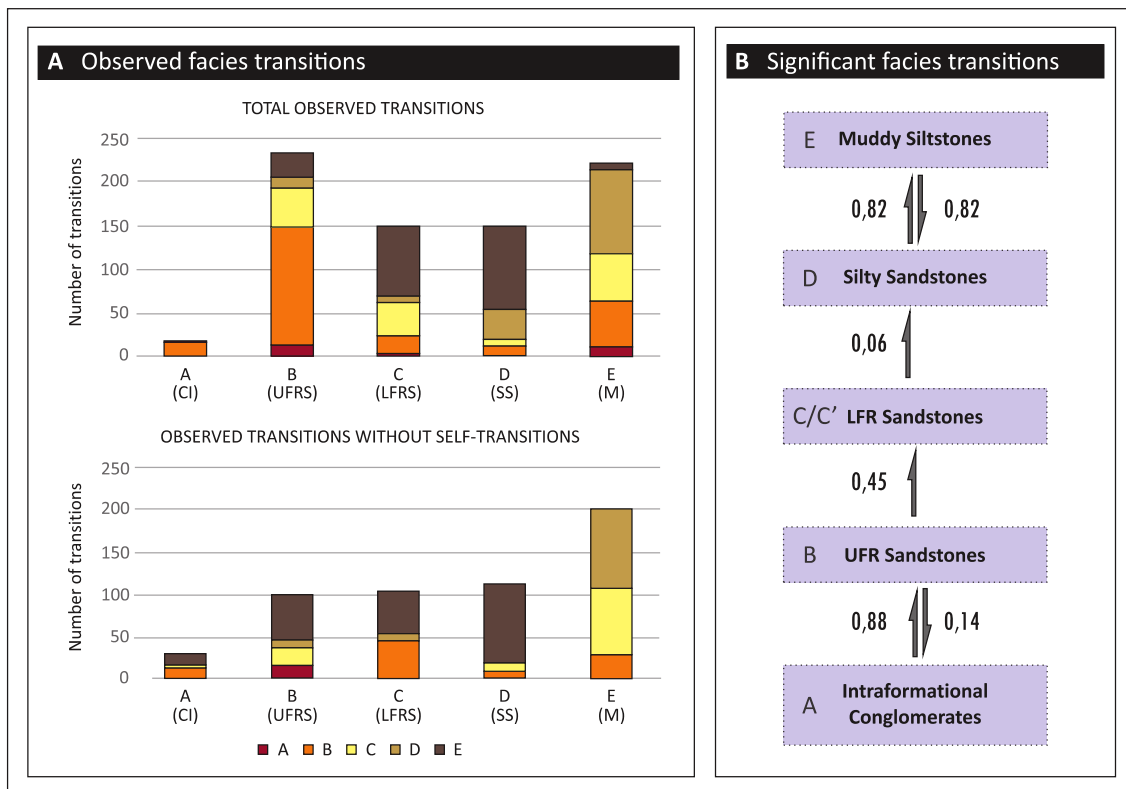 A Observed facies transitions
TOTAL OBSERVED TRANSITIONS
Number of transitions
250
200
150
100
50
0
A B C D E
(CI) (UFRS) (LFRS) (SS) (M)
OBSERVED TRANSITIONS WITHOUT SELF-TRANSITIONS
Number of transitions
250
200
150
100
50
0
A B C D E
(CI) (UFRS) (LFRS) (SS) (M)
A B C D E
B Significant facies transitions
E Muddy Siltstones
0,82 0,82
D Silty Sandstones
0,06
C/C’ LFR Sandstones
0,45
B UFR Sandstones
0,88 0,14
A Intraformational
Conglomerates